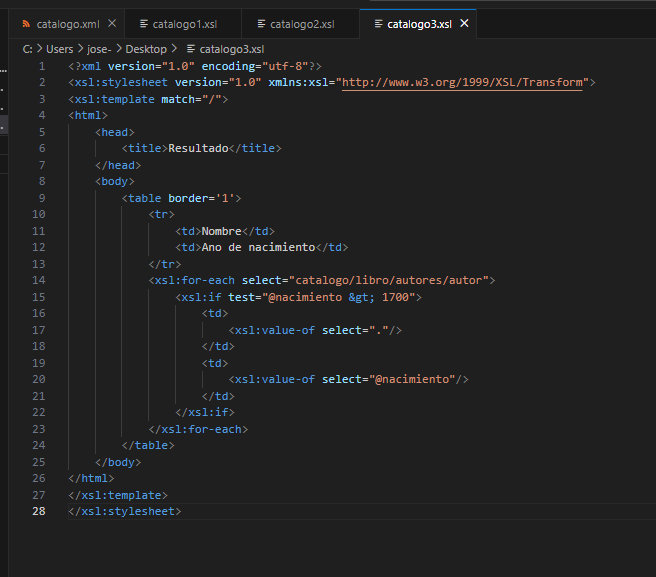 catalogo.xml catalogo1.xsl catalogo2.xsl catalogo3.xsl
C: > Users > jose- > Desktop > catalogo3.xsl
1 <?xml version="1.0" encoding="utf-8"?>
2 <xsl:stylesheet version="1.0" xmlns:xsl="http://www.w3.org/1999/XSL/Transform">
3 <xsl:template match="/">
4 <html>
5     <head>
6         <title>Resultado</title>
7     </head>
8     <body>
9         <table border='1'>
10             <tr>
11                 <td>Nombre</td>
12                 <td>Ano de nacimiento</td>
13             </tr>
14             <xsl:for-each select="catalogo/libro/autores/autor">
15                 <xsl:if test="@nacimiento &gt; 1700">
16                     <td>
17                         <xsl:value-of select="."/>
18                     </td>
19                     <td>
20                         <xsl:value-of select="@nacimiento"/>
21                     </td>
22                 </xsl:if>
23             </xsl:for-each>
24         </table>
25     </body>
26 </html>
27 </xsl:template>
28 </xsl:stylesheet>